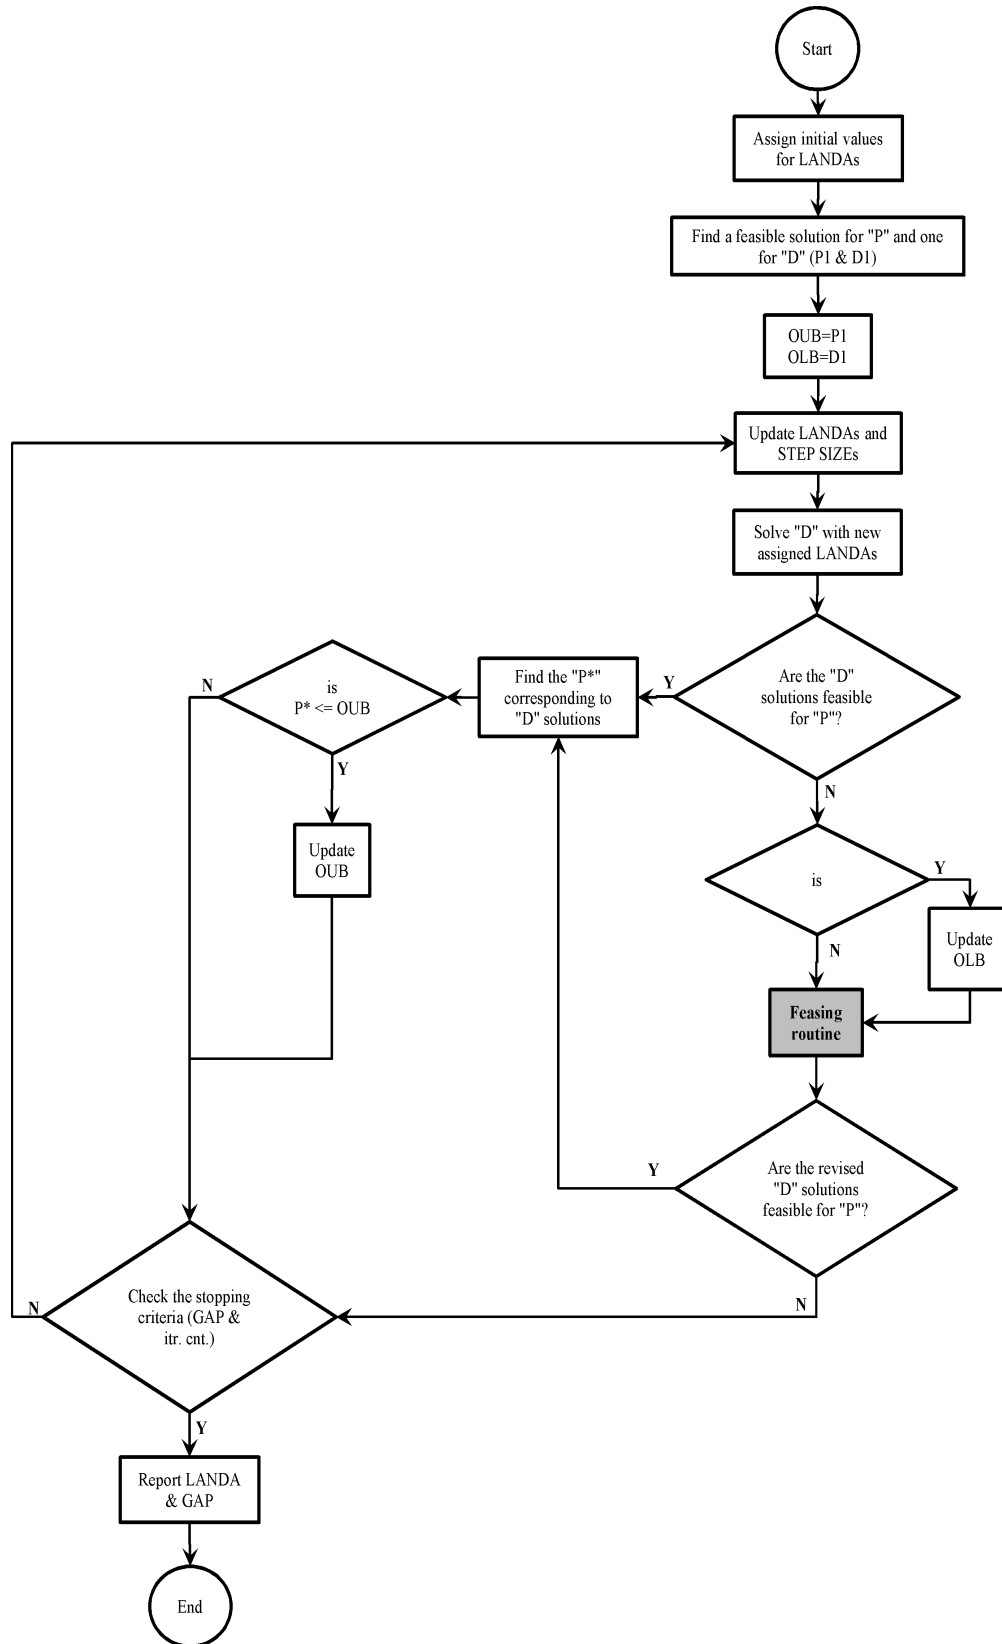 Start
Assign initial values
for LANDAs
Find a feasible solution for "P" and one
for "D" (P1 & D1)
OUB=P1
OLB=D1
Update LANDAs and
STEP SIZEs
Solve "D" with new
assigned LANDAs
Are the "D"
solutions feasible
for "P"?
Y
Find the "P*"
corresponding to
"D" solutions
is
P* <= OUB
N
Y
Update
OUB
N
is
Y
Update
OLB
N
Feasing
routine
Are the revised
"D" solutions
feasible for "P"?
Y
N
Check the stopping
criteria (GAP &
itr. cnt.)
N
Y
Report LANDA
& GAP
End